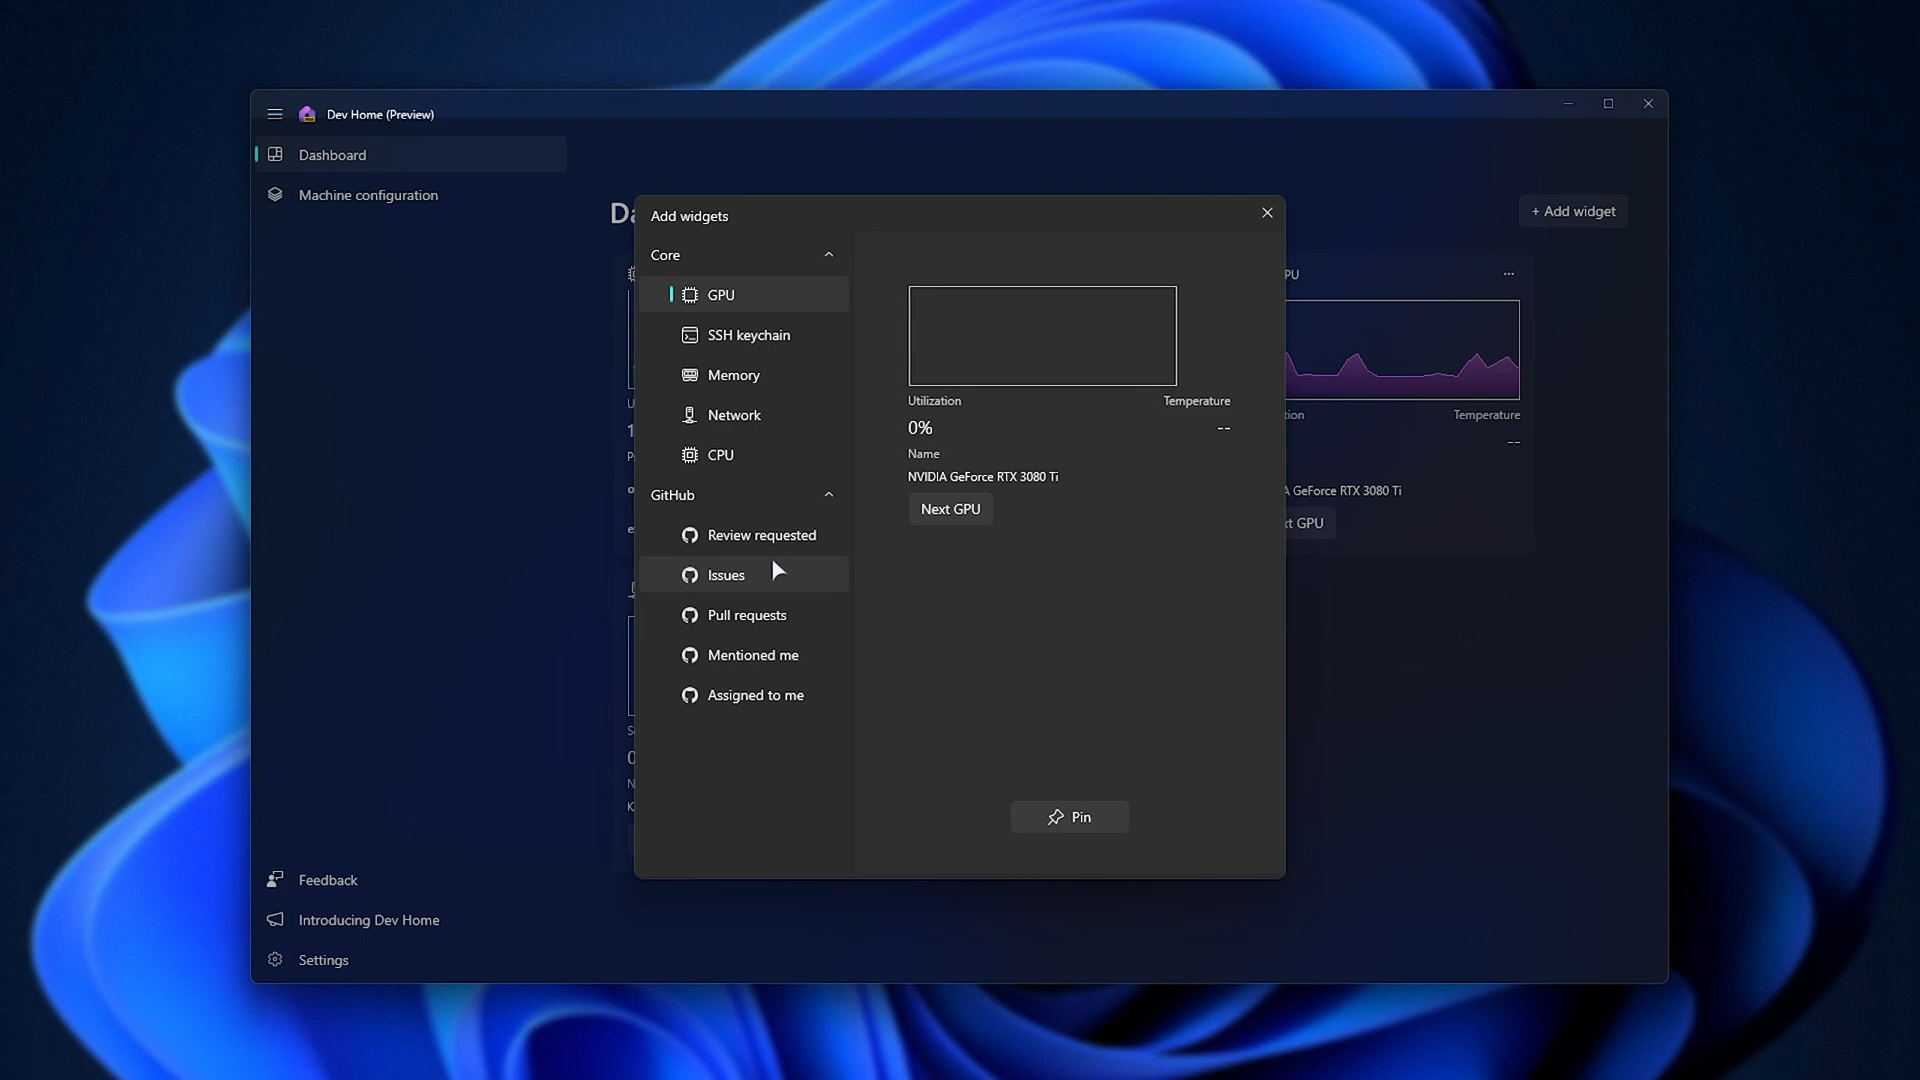 Dev Home (Preview)
Dashboard
Machine configuration
+ Add widget
Add widgets
Core
GPU
SSH keychain
Memory
Network
CPU
GitHub
Review requested
Issues
Pull requests
Mentioned me
Assigned to me
Utilization
Temperature
0%
--
Name
NVIDIA GeForce RTX 3080 Ti
Next GPU
Pin
Temperature
--
GeForce RTX 3080 Ti
GPU
Feedback
Introducing Dev Home
Settings